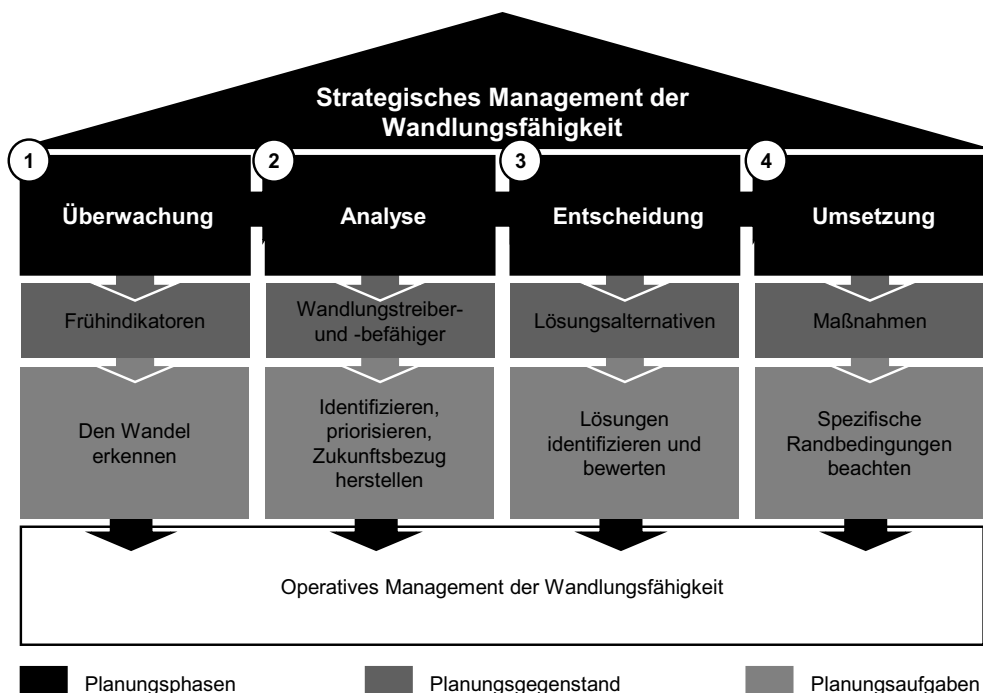 Strategisches Management der
Wandlungsfähigkeit
1
2
3
4
Überwachung
Analyse
Entscheidung
Umsetzung
Frühindikatoren
Wandlungstreiber-
und -befähiger
Lösungsalternativen
Maßnahmen
Den Wandel
erkennen
Identifizieren,
priorisieren,
Zukunftsbezug
herstellen
Lösungen
identifizieren und
bewerten
Spezifische
Randbedingungen
beachten
Operatives Management der Wandlungsfähigkeit
Planungsphasen
Planungsgegenstand
Planungsaufgaben